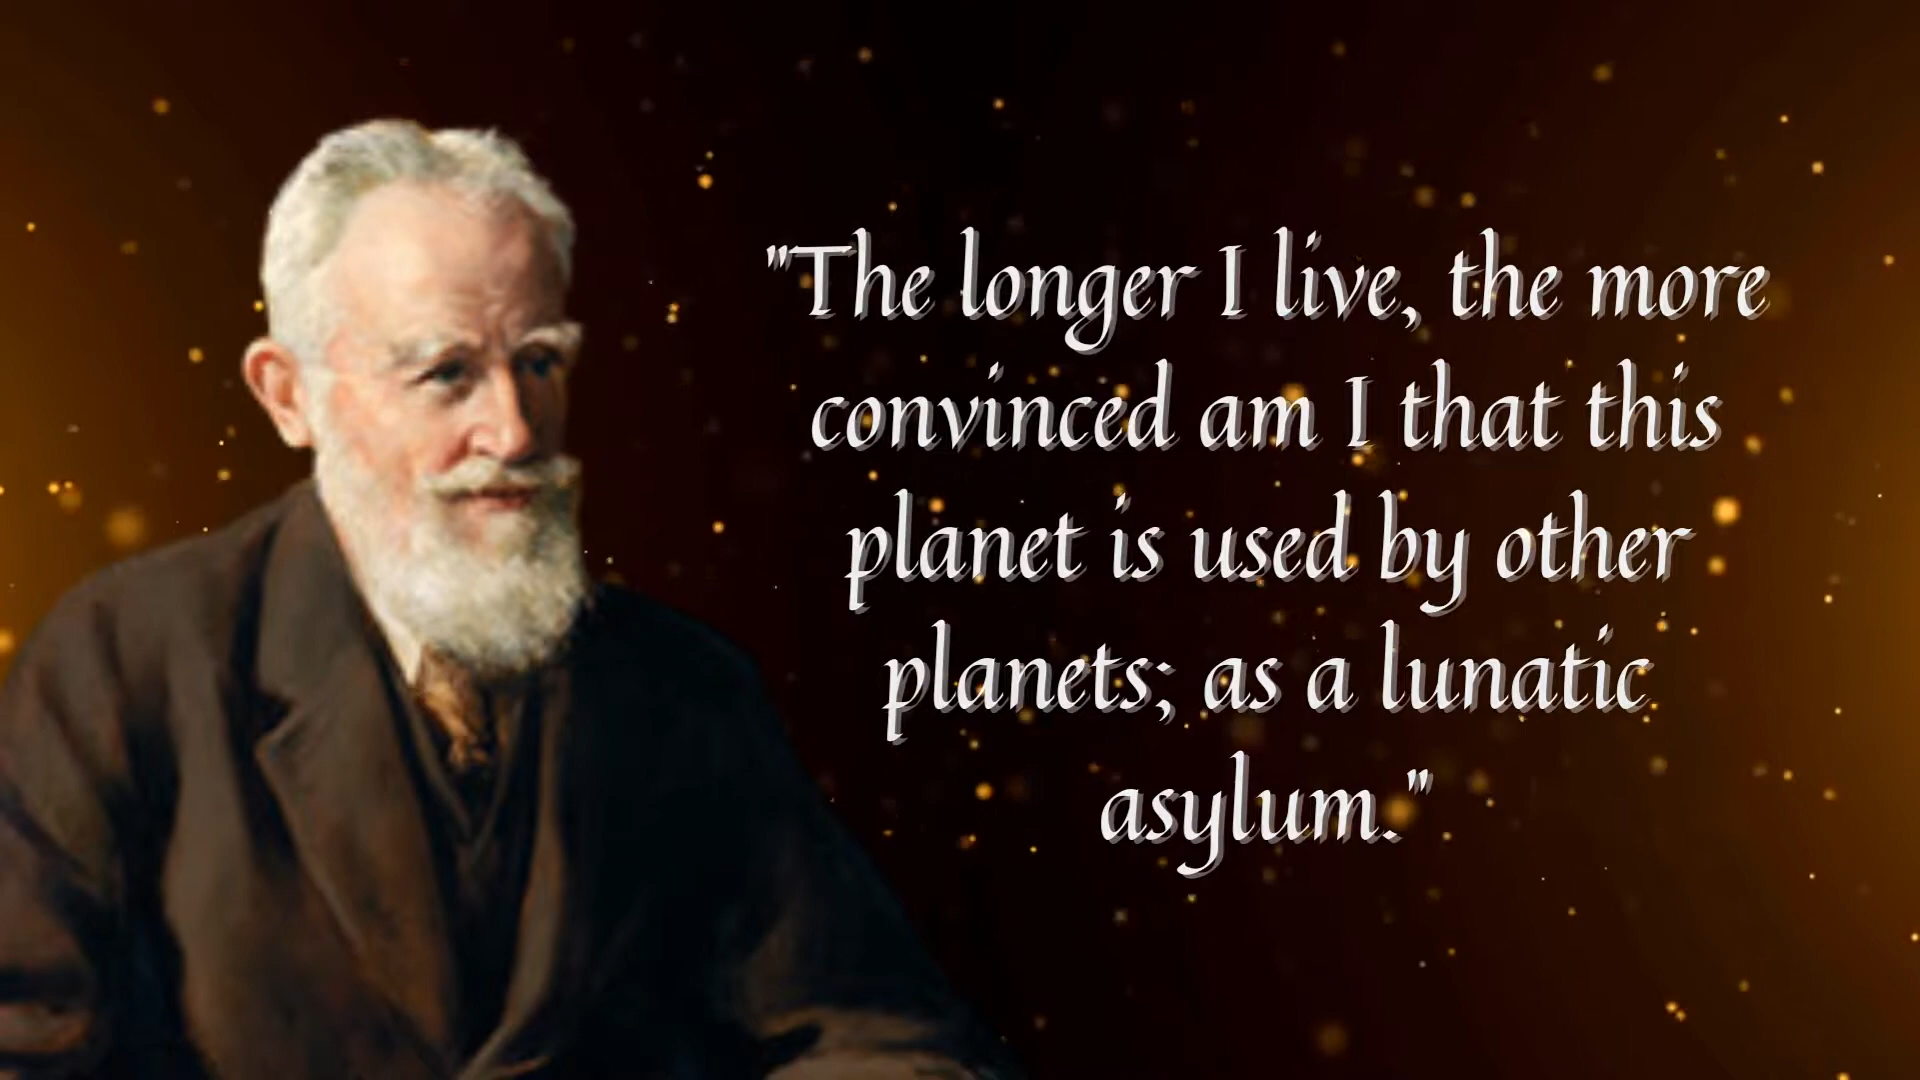 "The longer I live, the more
convinced am I that this
planet is used by other
planets; as a lunatic
asylum."